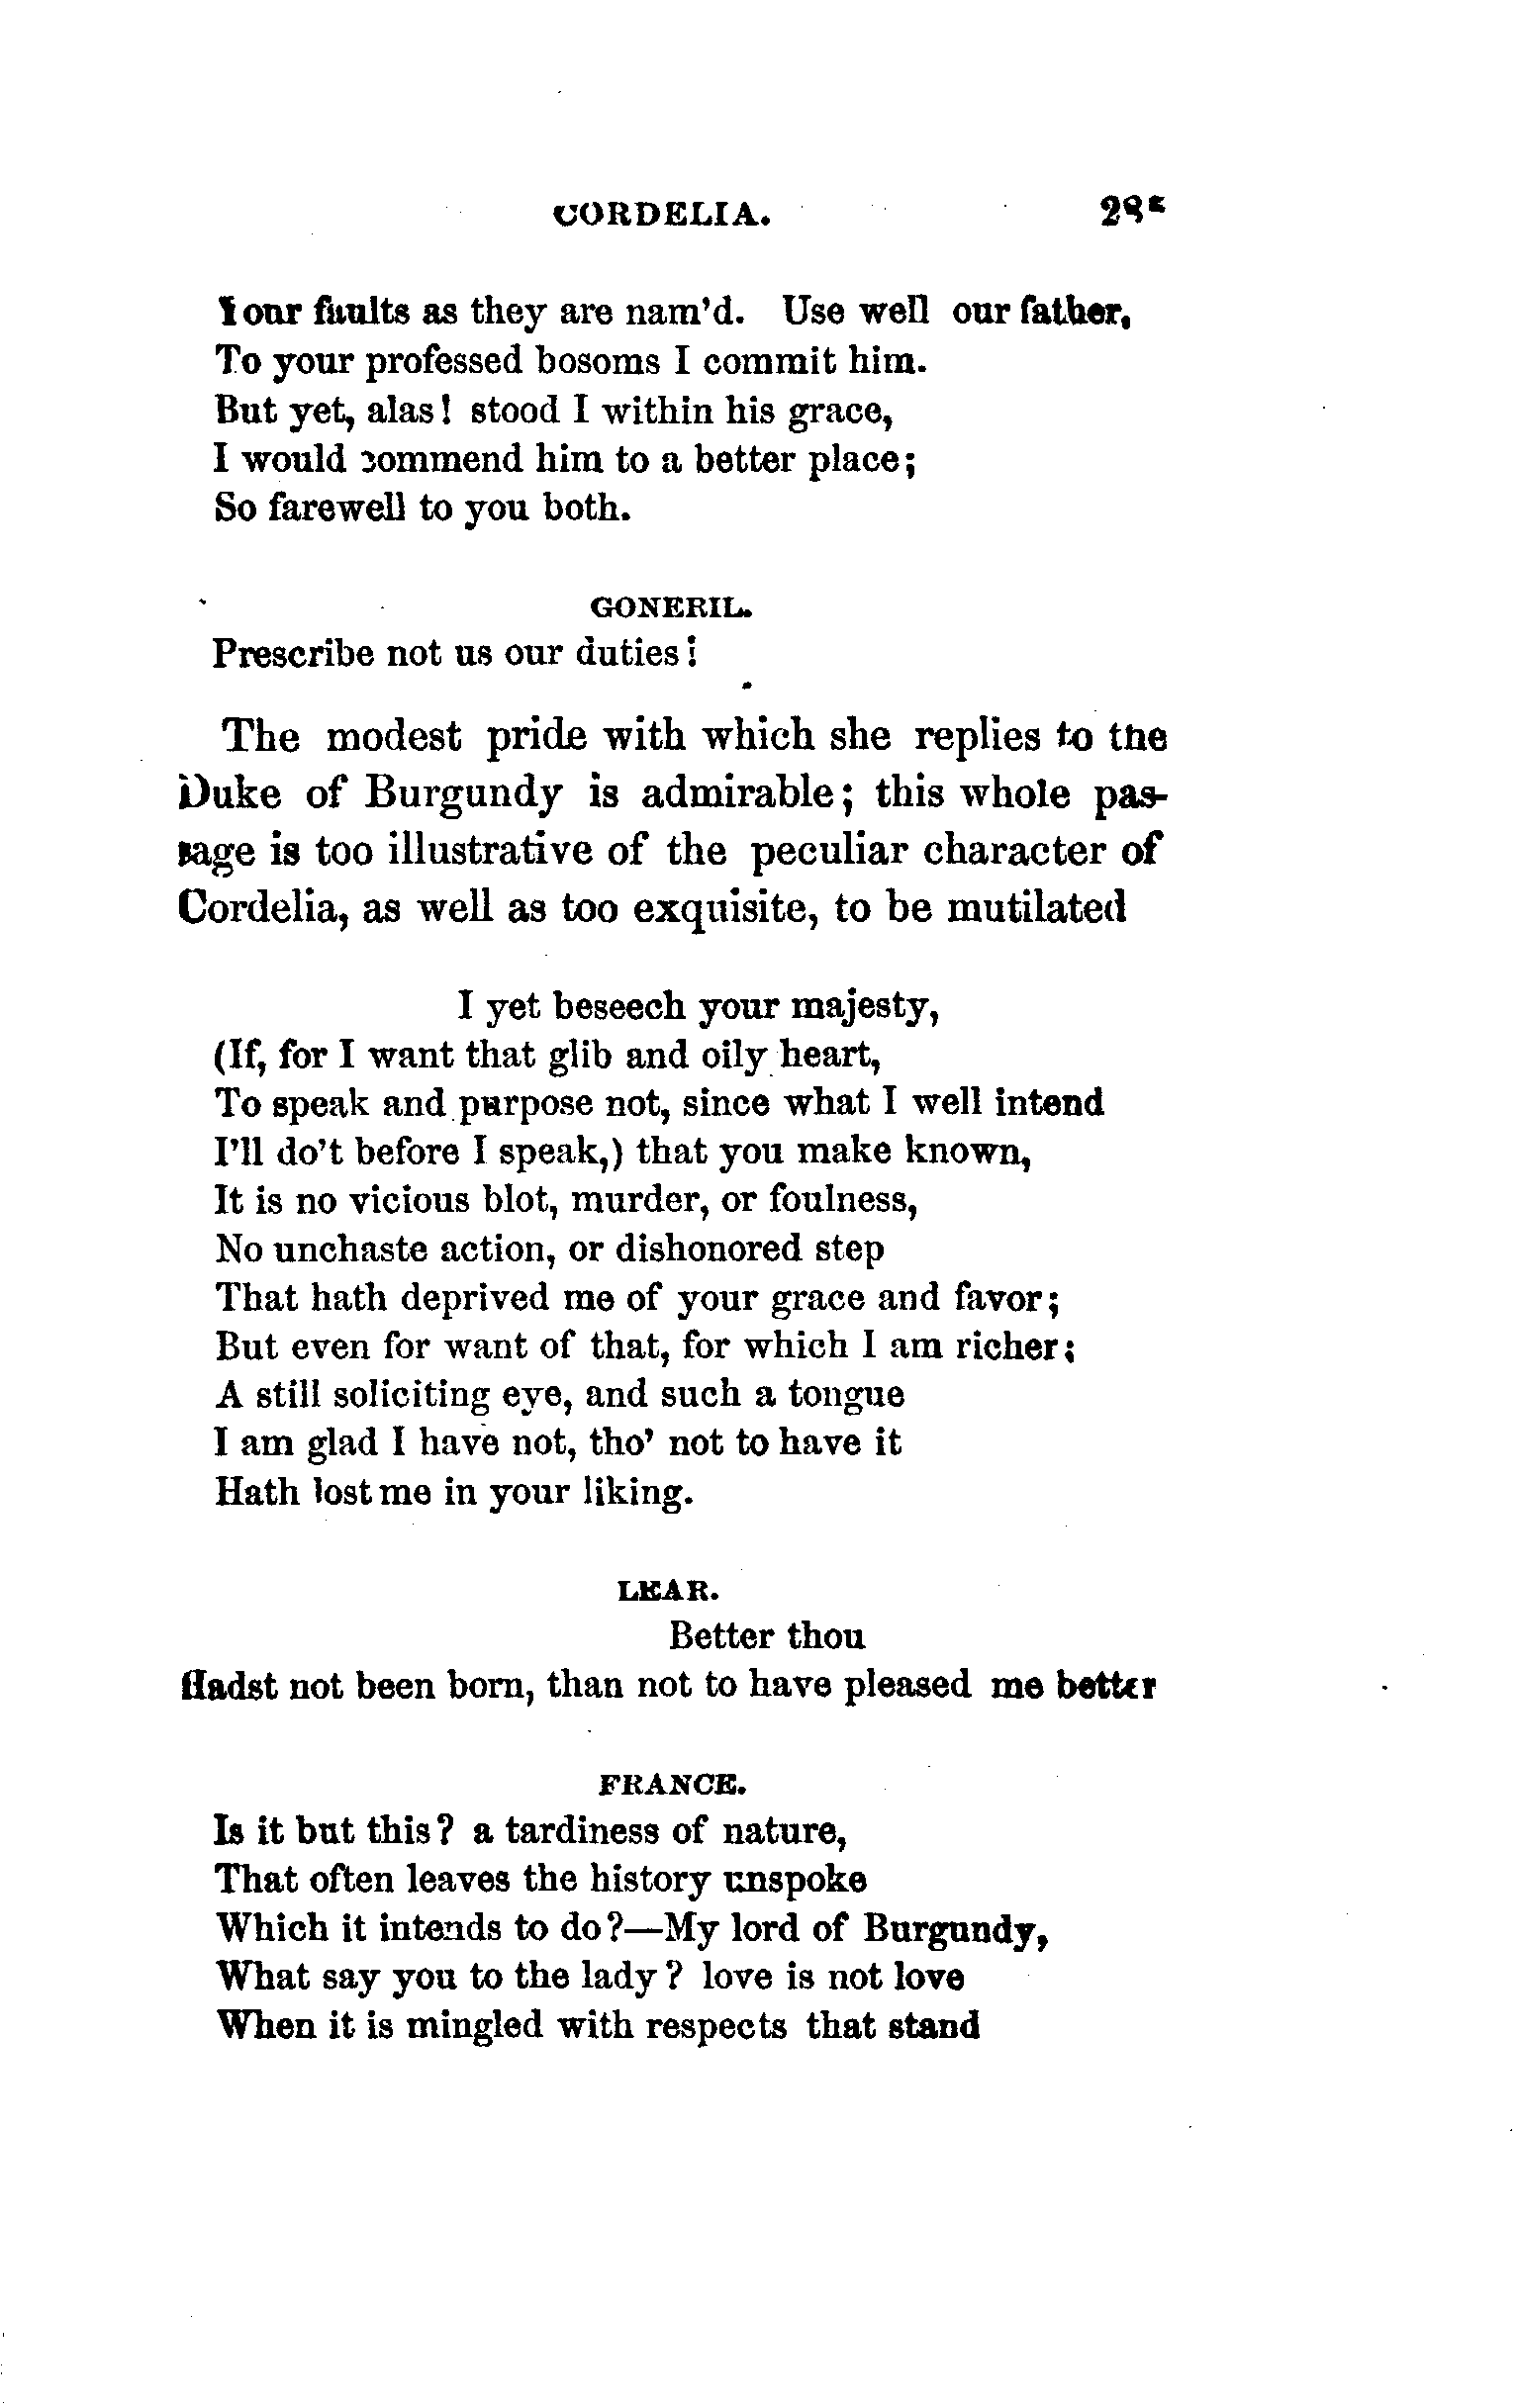 CORDELIA.
Your faults as they are nam'd. Use well our father,
To your professed bosoms I commit him.
But yet, alas! stood I within his grace,
I would commend him to a better place;
So farewell to you both.
GONERIL.
Prescribe not us our duties!
The modest pride with which she replies to the
Duke of Burgundy is admirable; this whole pas-
sage is too illustrative of the peculiar character of
Cordelia, as well as too exquisite, to be mutilated
I yet beseech your majesty,
(If, for I want that glib and oily heart,
To speak and purpose not, since what I well intend
I'll do't before I speak,) that you make known,
It is no vicious blot, murder, or foulness,
No unchaste action, or dishonored step
That hath deprived me of your grace and favor;
But even for want of that, for which I am richer;
A still soliciting eye, and such a tongue
I am glad I have not, tho' not to have it
Hath lost me in your liking.
LEAR.
Better thou
Hadst not been born, than not to have pleased me better
FRANCE.
Is it but this? a tardiness of nature,
That often leaves the history unspoke
Which it intends to do?—My lord of Burgundy,
What say you to the lady? love is not love
When it is mingled with respects that stand